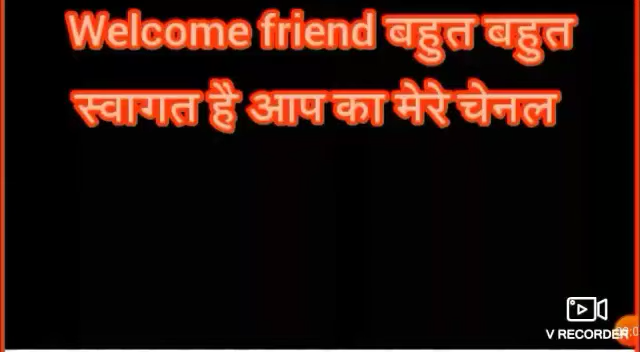 Welcome friend बहुत बहुत
स्वागत है आप का मेरे चेनल
V RECORDER